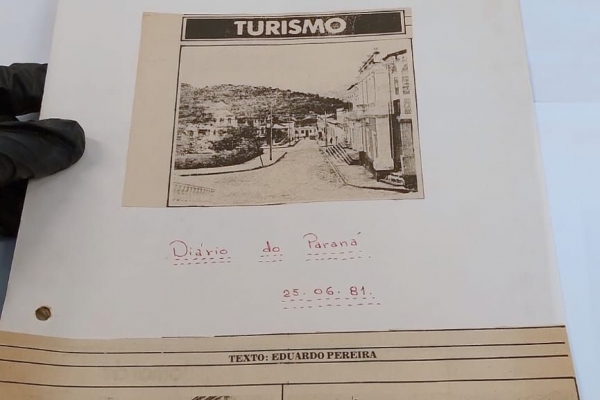 TURISMO
Diário do Paraná
25.06.81.
TEXTO: EDUARDO PEREIRA